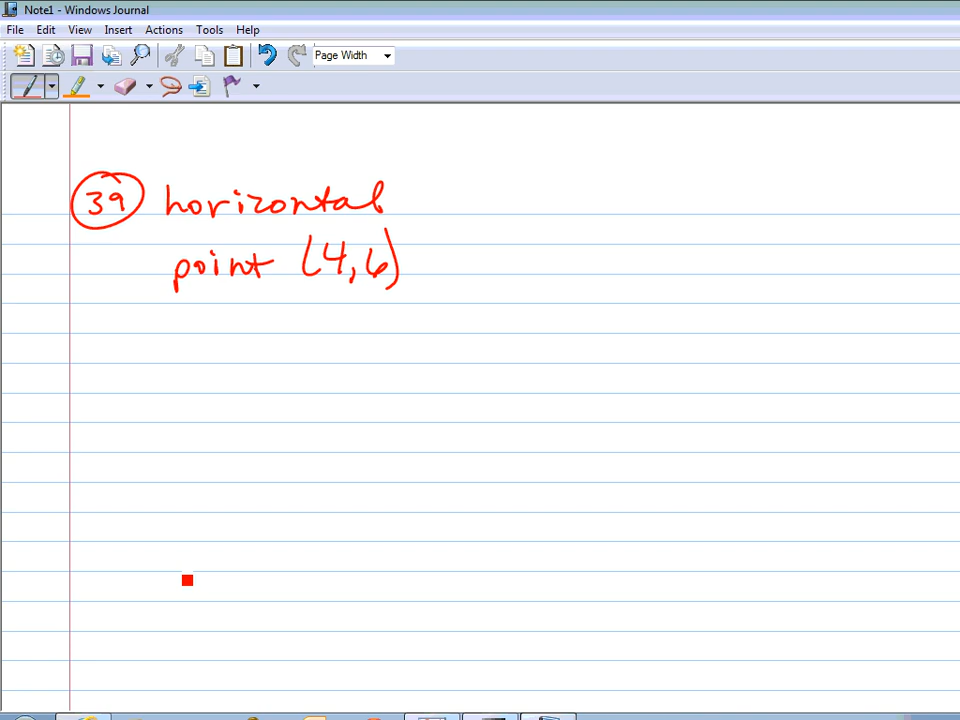 Note1 - Windows Journal
File Edit View Insert Actions Tools Help
Page Width
39 horizontal
point (4,6)